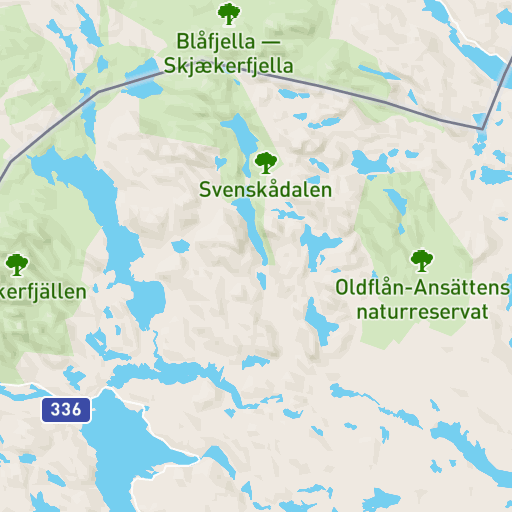 Blåfjella —
Skjækerfjella
Svenskådalen
kerfjällen
Oldflån-Ansättens
naturreservat
336